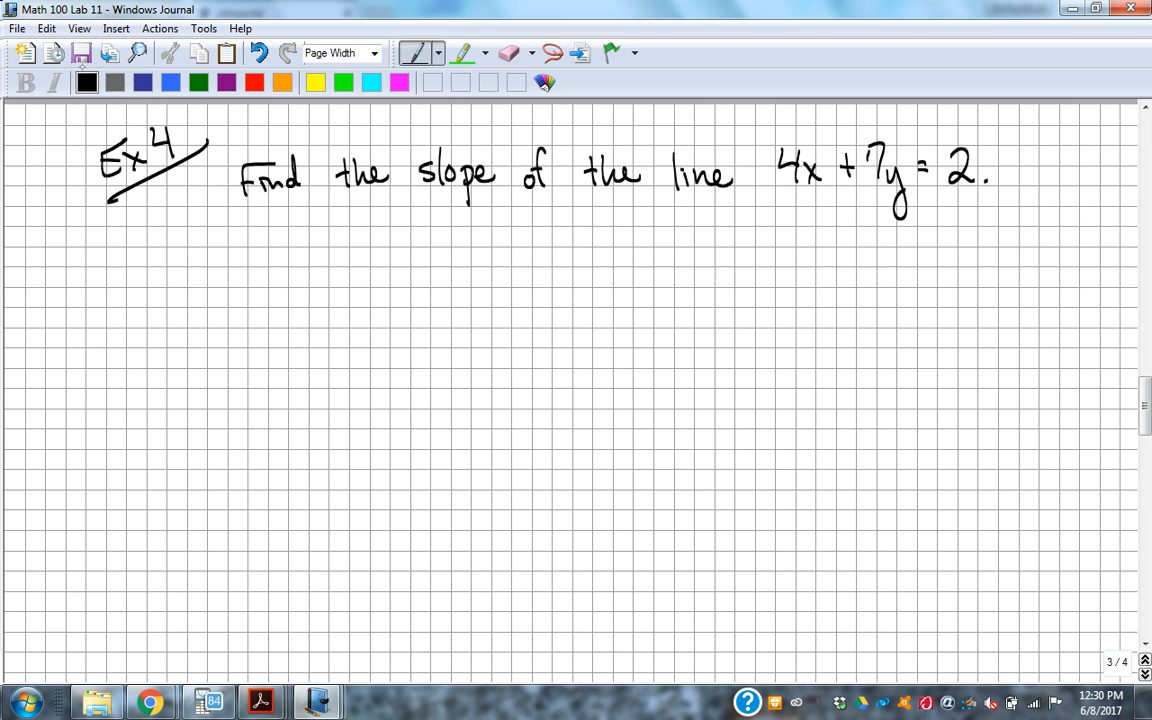 Math 100 Lab 11 - Windows Journal
File Edit View Insert Actions Tools Help
Page Width
B I
Ex 4 Find the slope of the line 4x + 7y = 2.
3 / 4
84
12:30 PM
6/8/2017